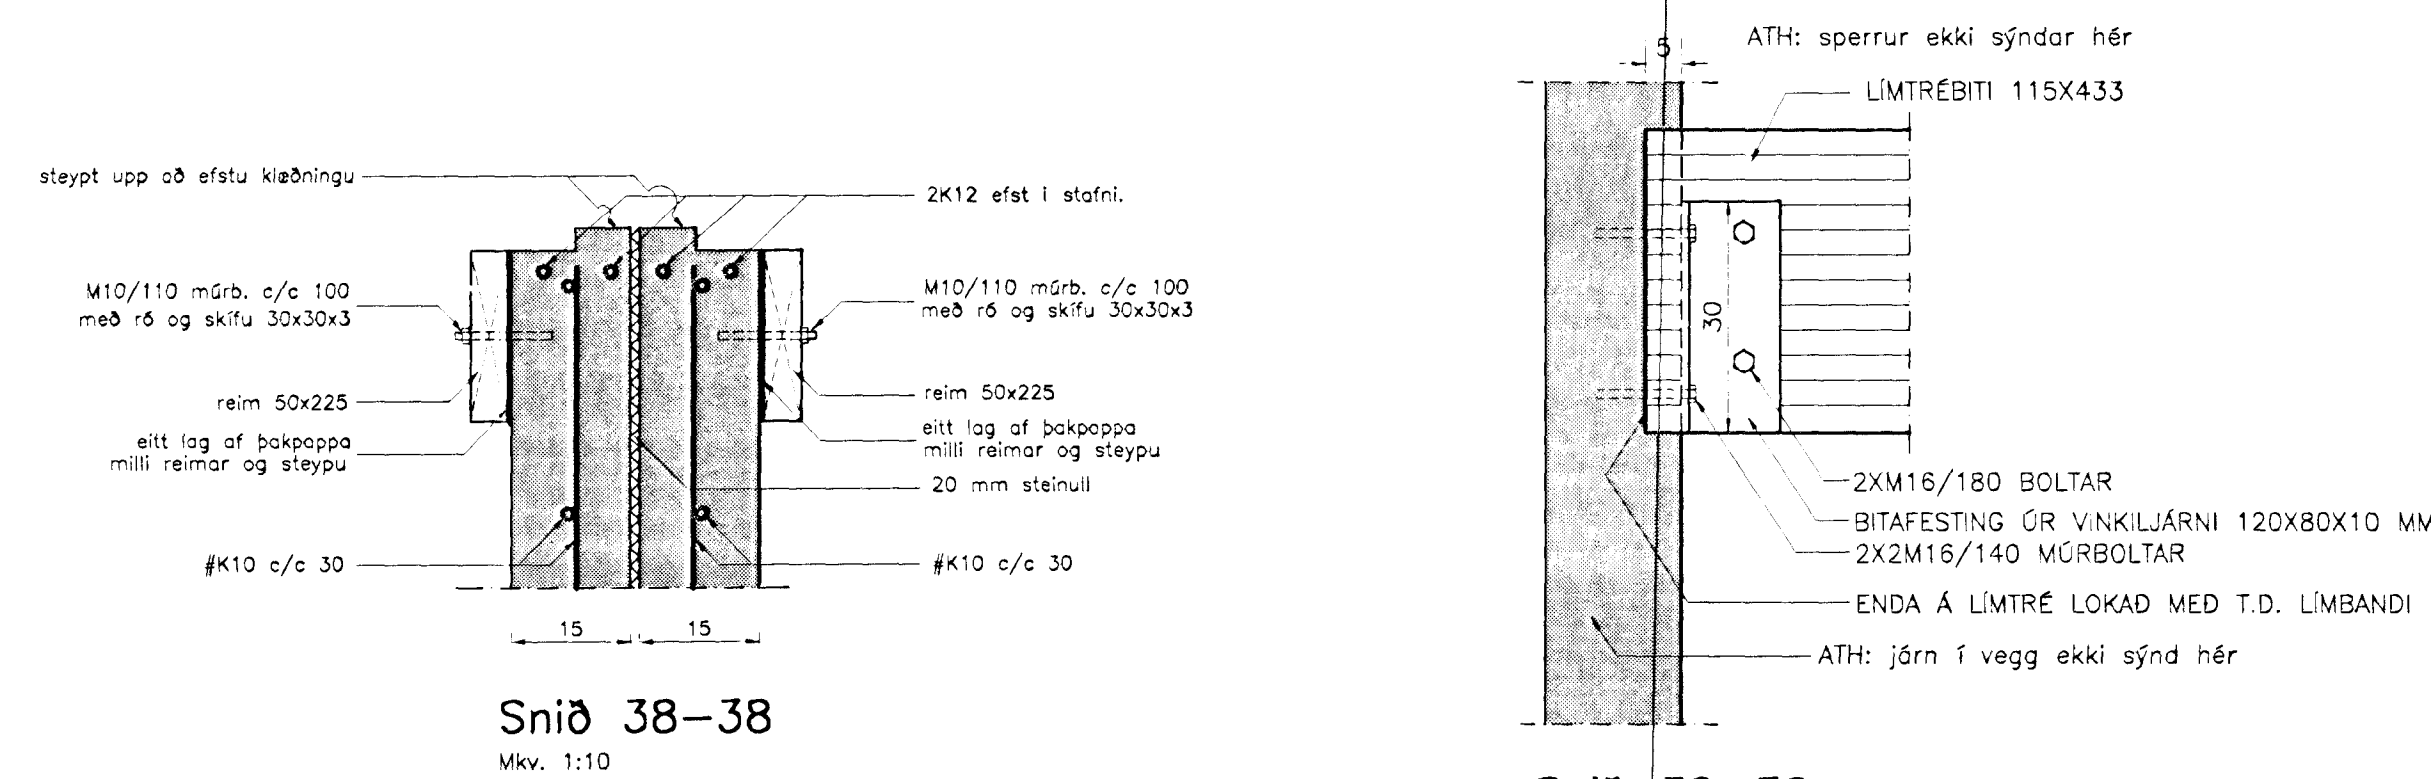 steypt upp að efstu klæðningu
2K12 efst í stafni.
M10/110 múrb. c/c 100
með ró og skífu 30x30x3
M10/110 múrb. c/c 100
með ró og skífu 30x30x3
reim 50x225
reim 50x225
eitt lag af þakpappa
milli reimar og steypu
eitt lag af þakpappa
milli reimar og steypu
20 mm steinull
#K10 c/c 30
#K10 c/c 30
15
15
Snið 38-38
Mkv. 1:10
5
ATH: sperrur ekki sýndar hér
LÍMTRÉBITI 115X433
30
2XM16/180 BOLTAR
BITAFESTING ÚR VINKILJÁRNI 120X80X10 MM
2X2M16/140 MÚRBOLTAR
ENDA Á LÍMTRÉ LOKAÐ MEÐ T.D. LÍMBANDI
ATH: járn í vegg ekki sýnd hér